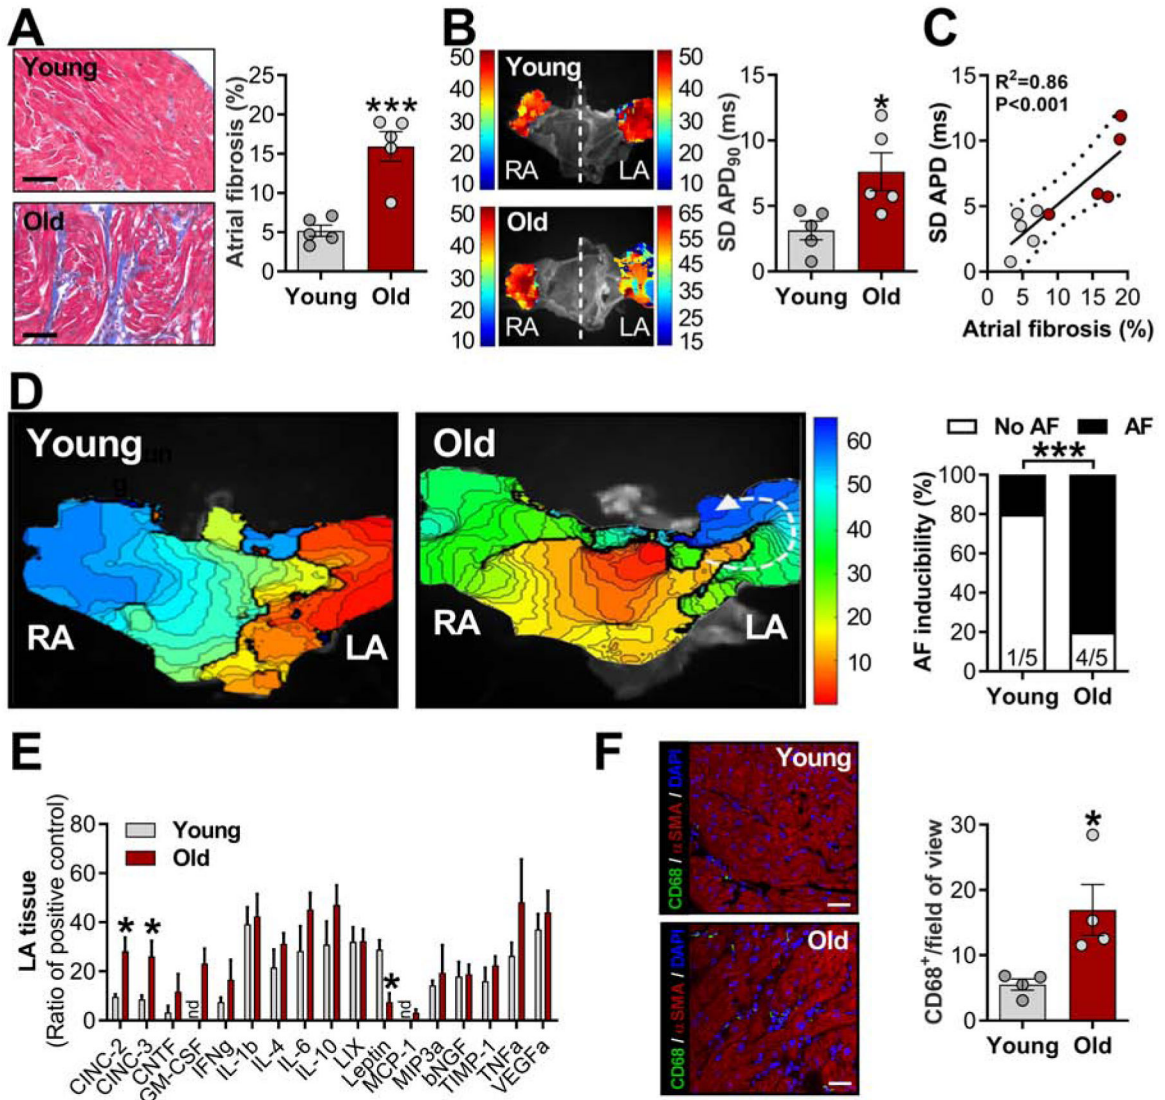 A
Young
Old
Atrial fibrosis (%)
25
20
15
10
5
0
***
Young Old
B
50
40
30
20
10
Young
RA LA
50
40
30
20
10
50
40
30
20
10
Old
RA LA
65
55
45
35
25
15
SD APD90 (ms)
15
10
5
0
*
Young Old
C
SD APD (ms)
15
10
5
0
R2=0.86
P<0.001
0 5 10 15 20
Atrial fibrosis (%)
D
Young
RA
LA
Old
RA
LA
60
50
40
30
20
10
No AF AF
***
AF inducibility (%)
100
80
60
40
20
0
1/5 4/5
Young Old
E
LA tissue
(Ratio of positive control)
80
60
40
20
0
Young
Old
* * nd * nd
CINC-2
CINC-3
CNTF
GM-CSF
IFNg
IL-1b
IL-4
IL-6
IL-10
LIX
Leptin
MCP-1
MIP3a
bNGF
TIMP-1
TNFa
VEGFa
F
CD68 / αSMA / DAPI
Young
CD68 / αSMA / DAPI
Old
CD68+/field of view
30
20
10
0
*
Young Old